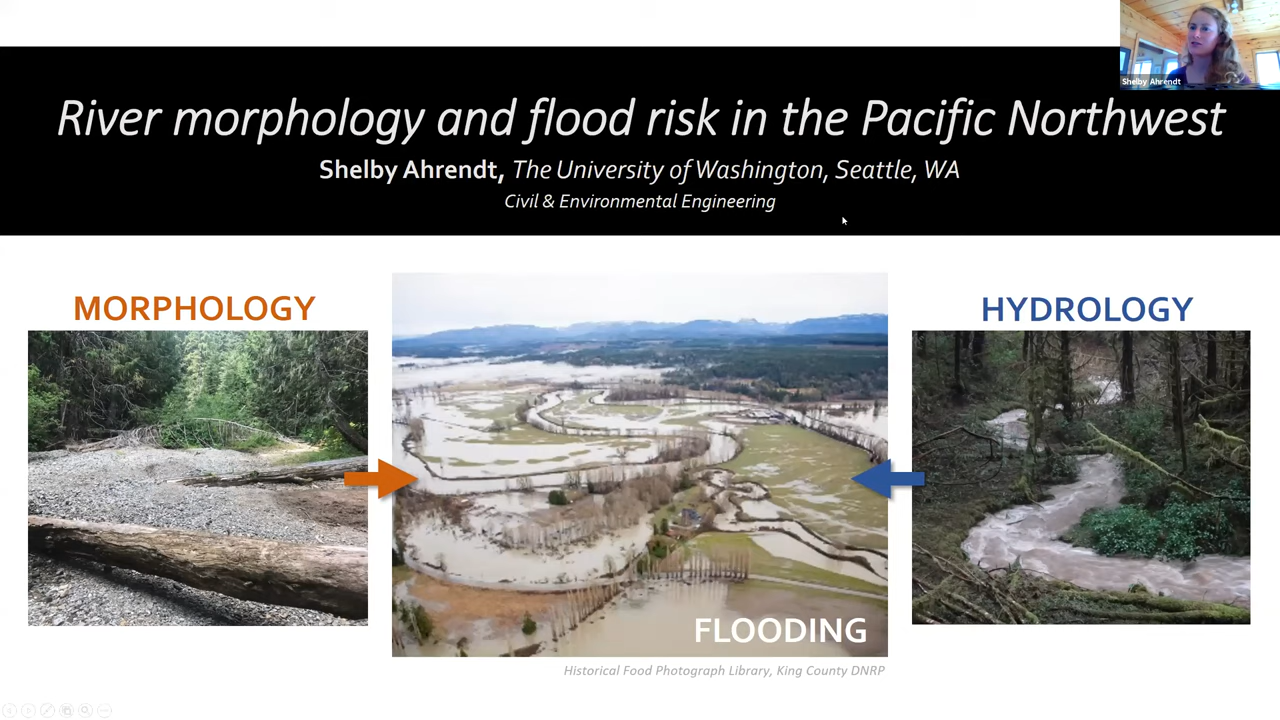 Shelby Ahrendt
River morphology and flood risk in the Pacific Northwest
Shelby Ahrendt, The University of Washington, Seattle, WA
Civil & Environmental Engineering
MORPHOLOGY
HYDROLOGY
FLOODING
Historical Food Photograph Library, King County DNRP